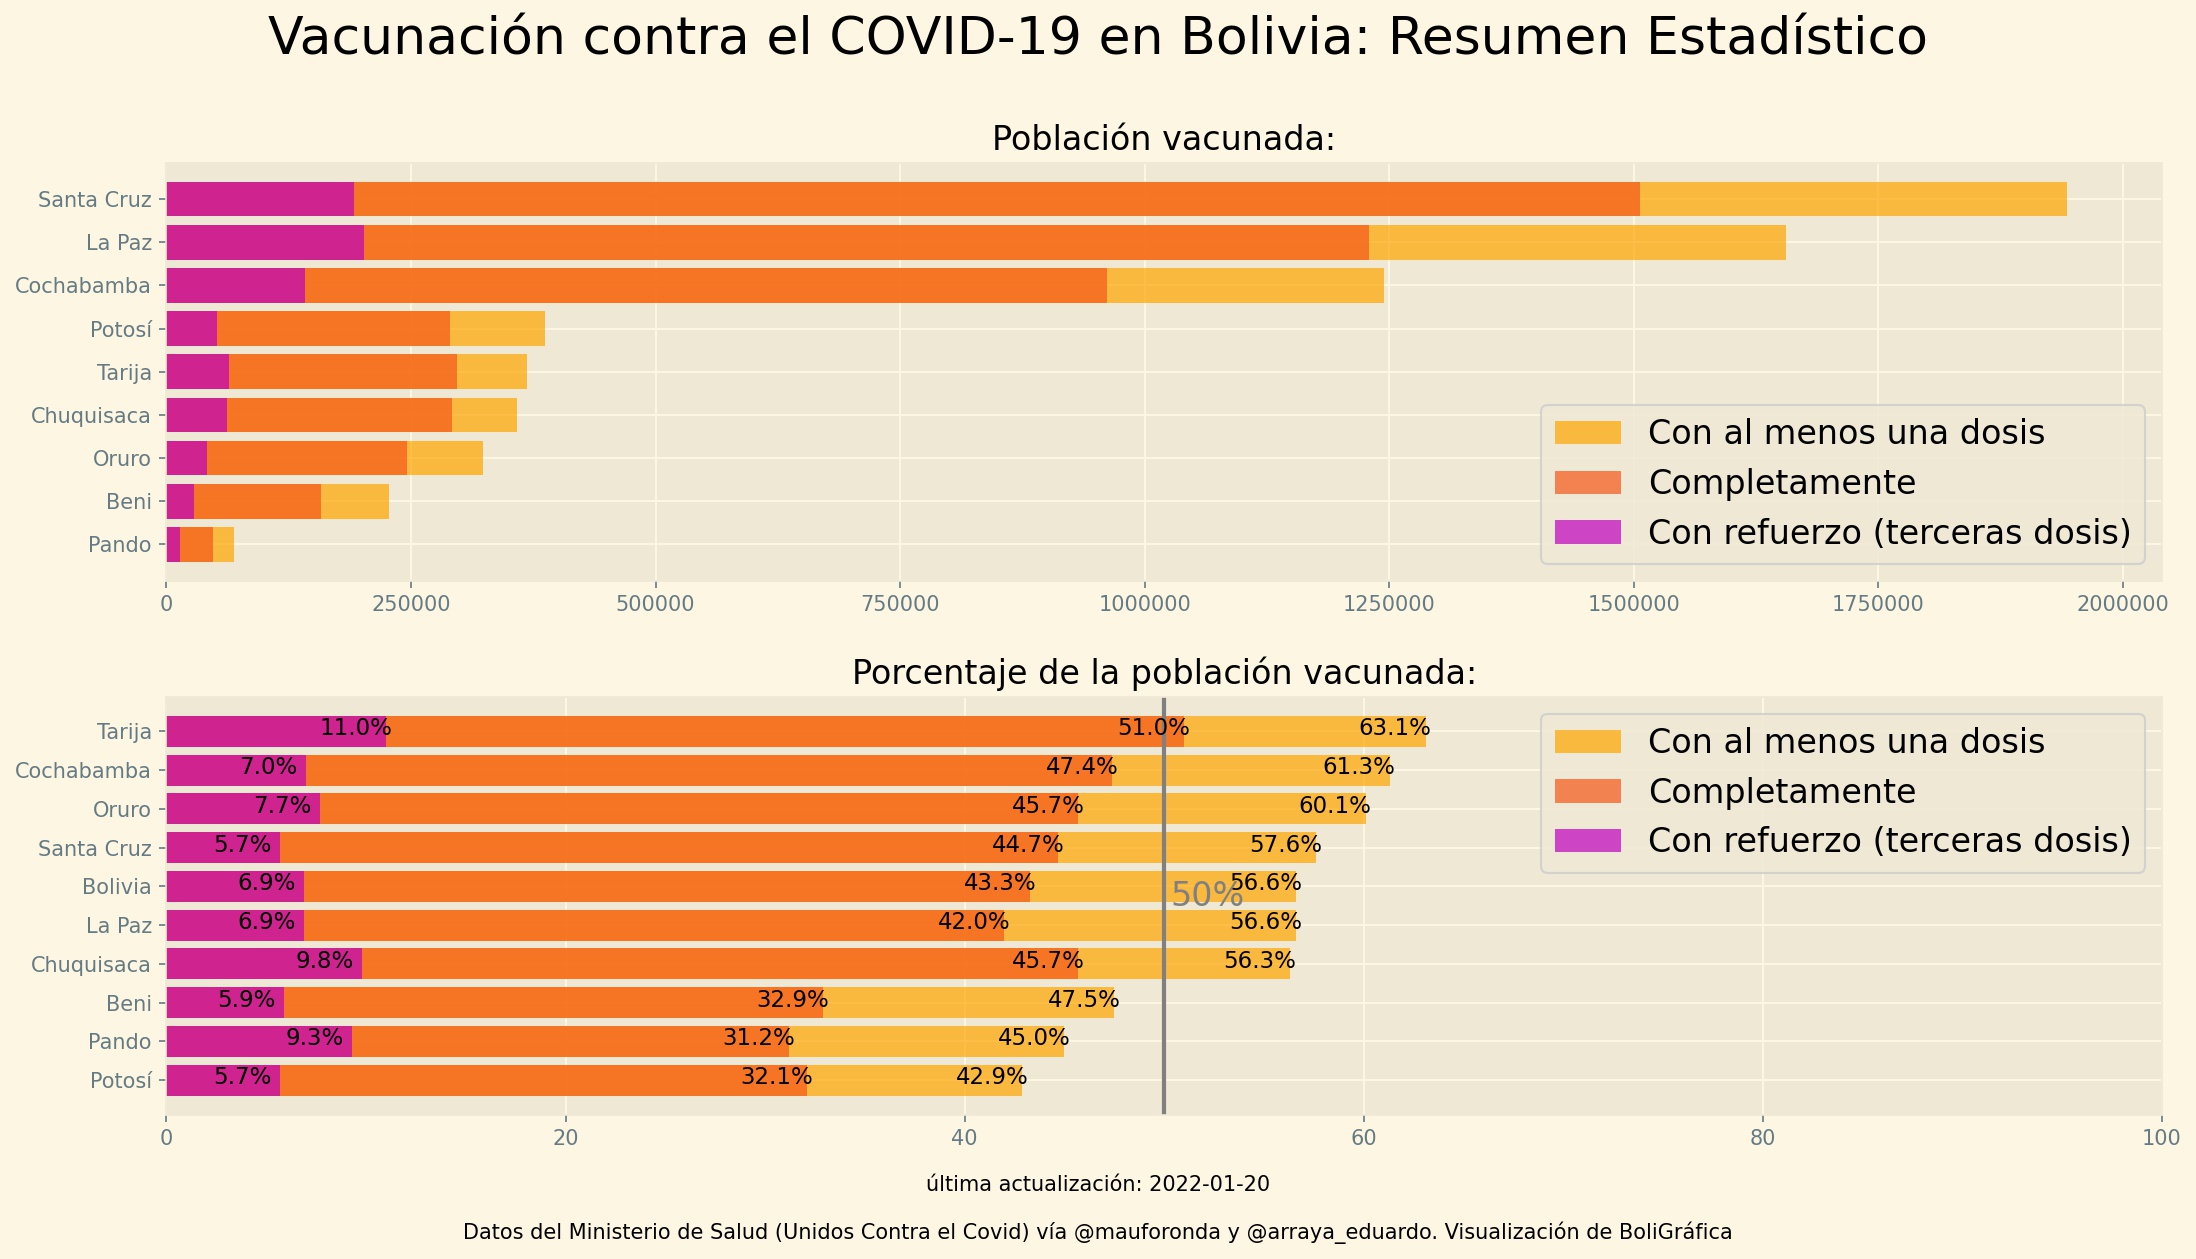 Vacunación contra el COVID-19 en Bolivia: Resumen Estadístico
Población vacunada:
Santa Cruz
La Paz
Cochabamba
Potosí
Tarija
Chuquisaca
Oruro
Beni
Pando
Con al menos una dosis
Completamente
Con refuerzo (terceras dosis)
0 250000 500000 750000 1000000 1250000 1500000 1750000 2000000
Porcentaje de la población vacunada:
Tarija 11.0% 51.0% 63.1%
Cochabamba 7.0% 47.4% 61.3%
Oruro 7.7% 45.7% 60.1%
Santa Cruz 5.7% 44.7% 57.6%
Bolivia 6.9% 43.3% 56.6%
50%
La Paz 6.9% 42.0% 56.6%
Chuquisaca 9.8% 45.7% 56.3%
Beni 5.9% 32.9% 47.5%
Pando 9.3% 31.2% 45.0%
Potosí 5.7% 32.1% 42.9%
Con al menos una dosis
Completamente
Con refuerzo (terceras dosis)
0 20 40 60 80 100
última actualización: 2022-01-20
Datos del Ministerio de Salud (Unidos Contra el Covid) vía @mauforonda y @arraya_eduardo. Visualización de BoliGráfica